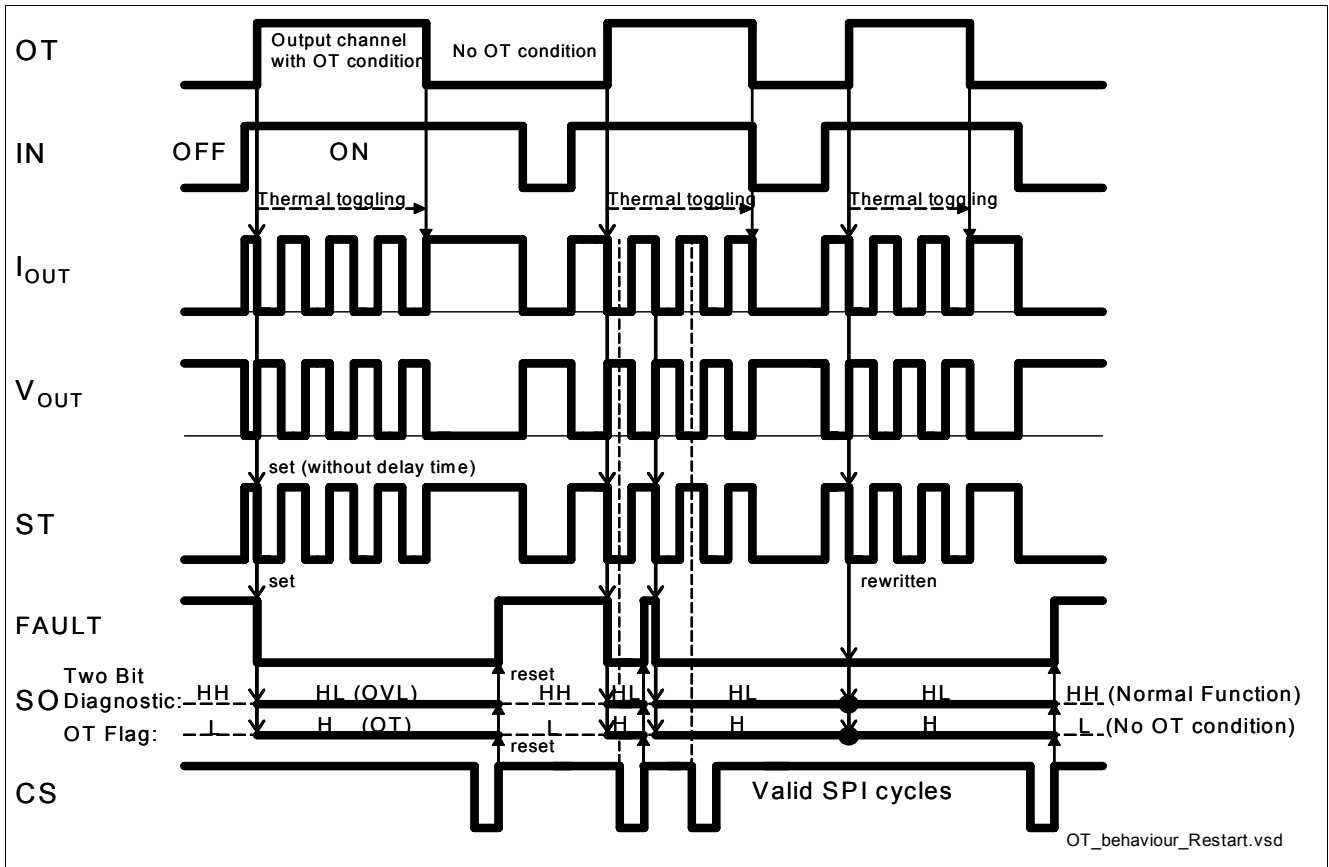 OT
Output channel
with OT condition
No OT condition
IN
OFF
ON
Thermal toggling
Thermal toggling
Thermal toggling
IOUT
VOUT
set (without delay time)
ST
set
rewritten
FAULT
reset
Two Bit
SO Diagnostic: HH HL (OVL) HH HL HL HL HH (Normal Function)
OT Flag: L H (OT) L H H H L (No OT condition)
reset
CS
Valid SPI cycles
OT_behaviour_Restart.vsd